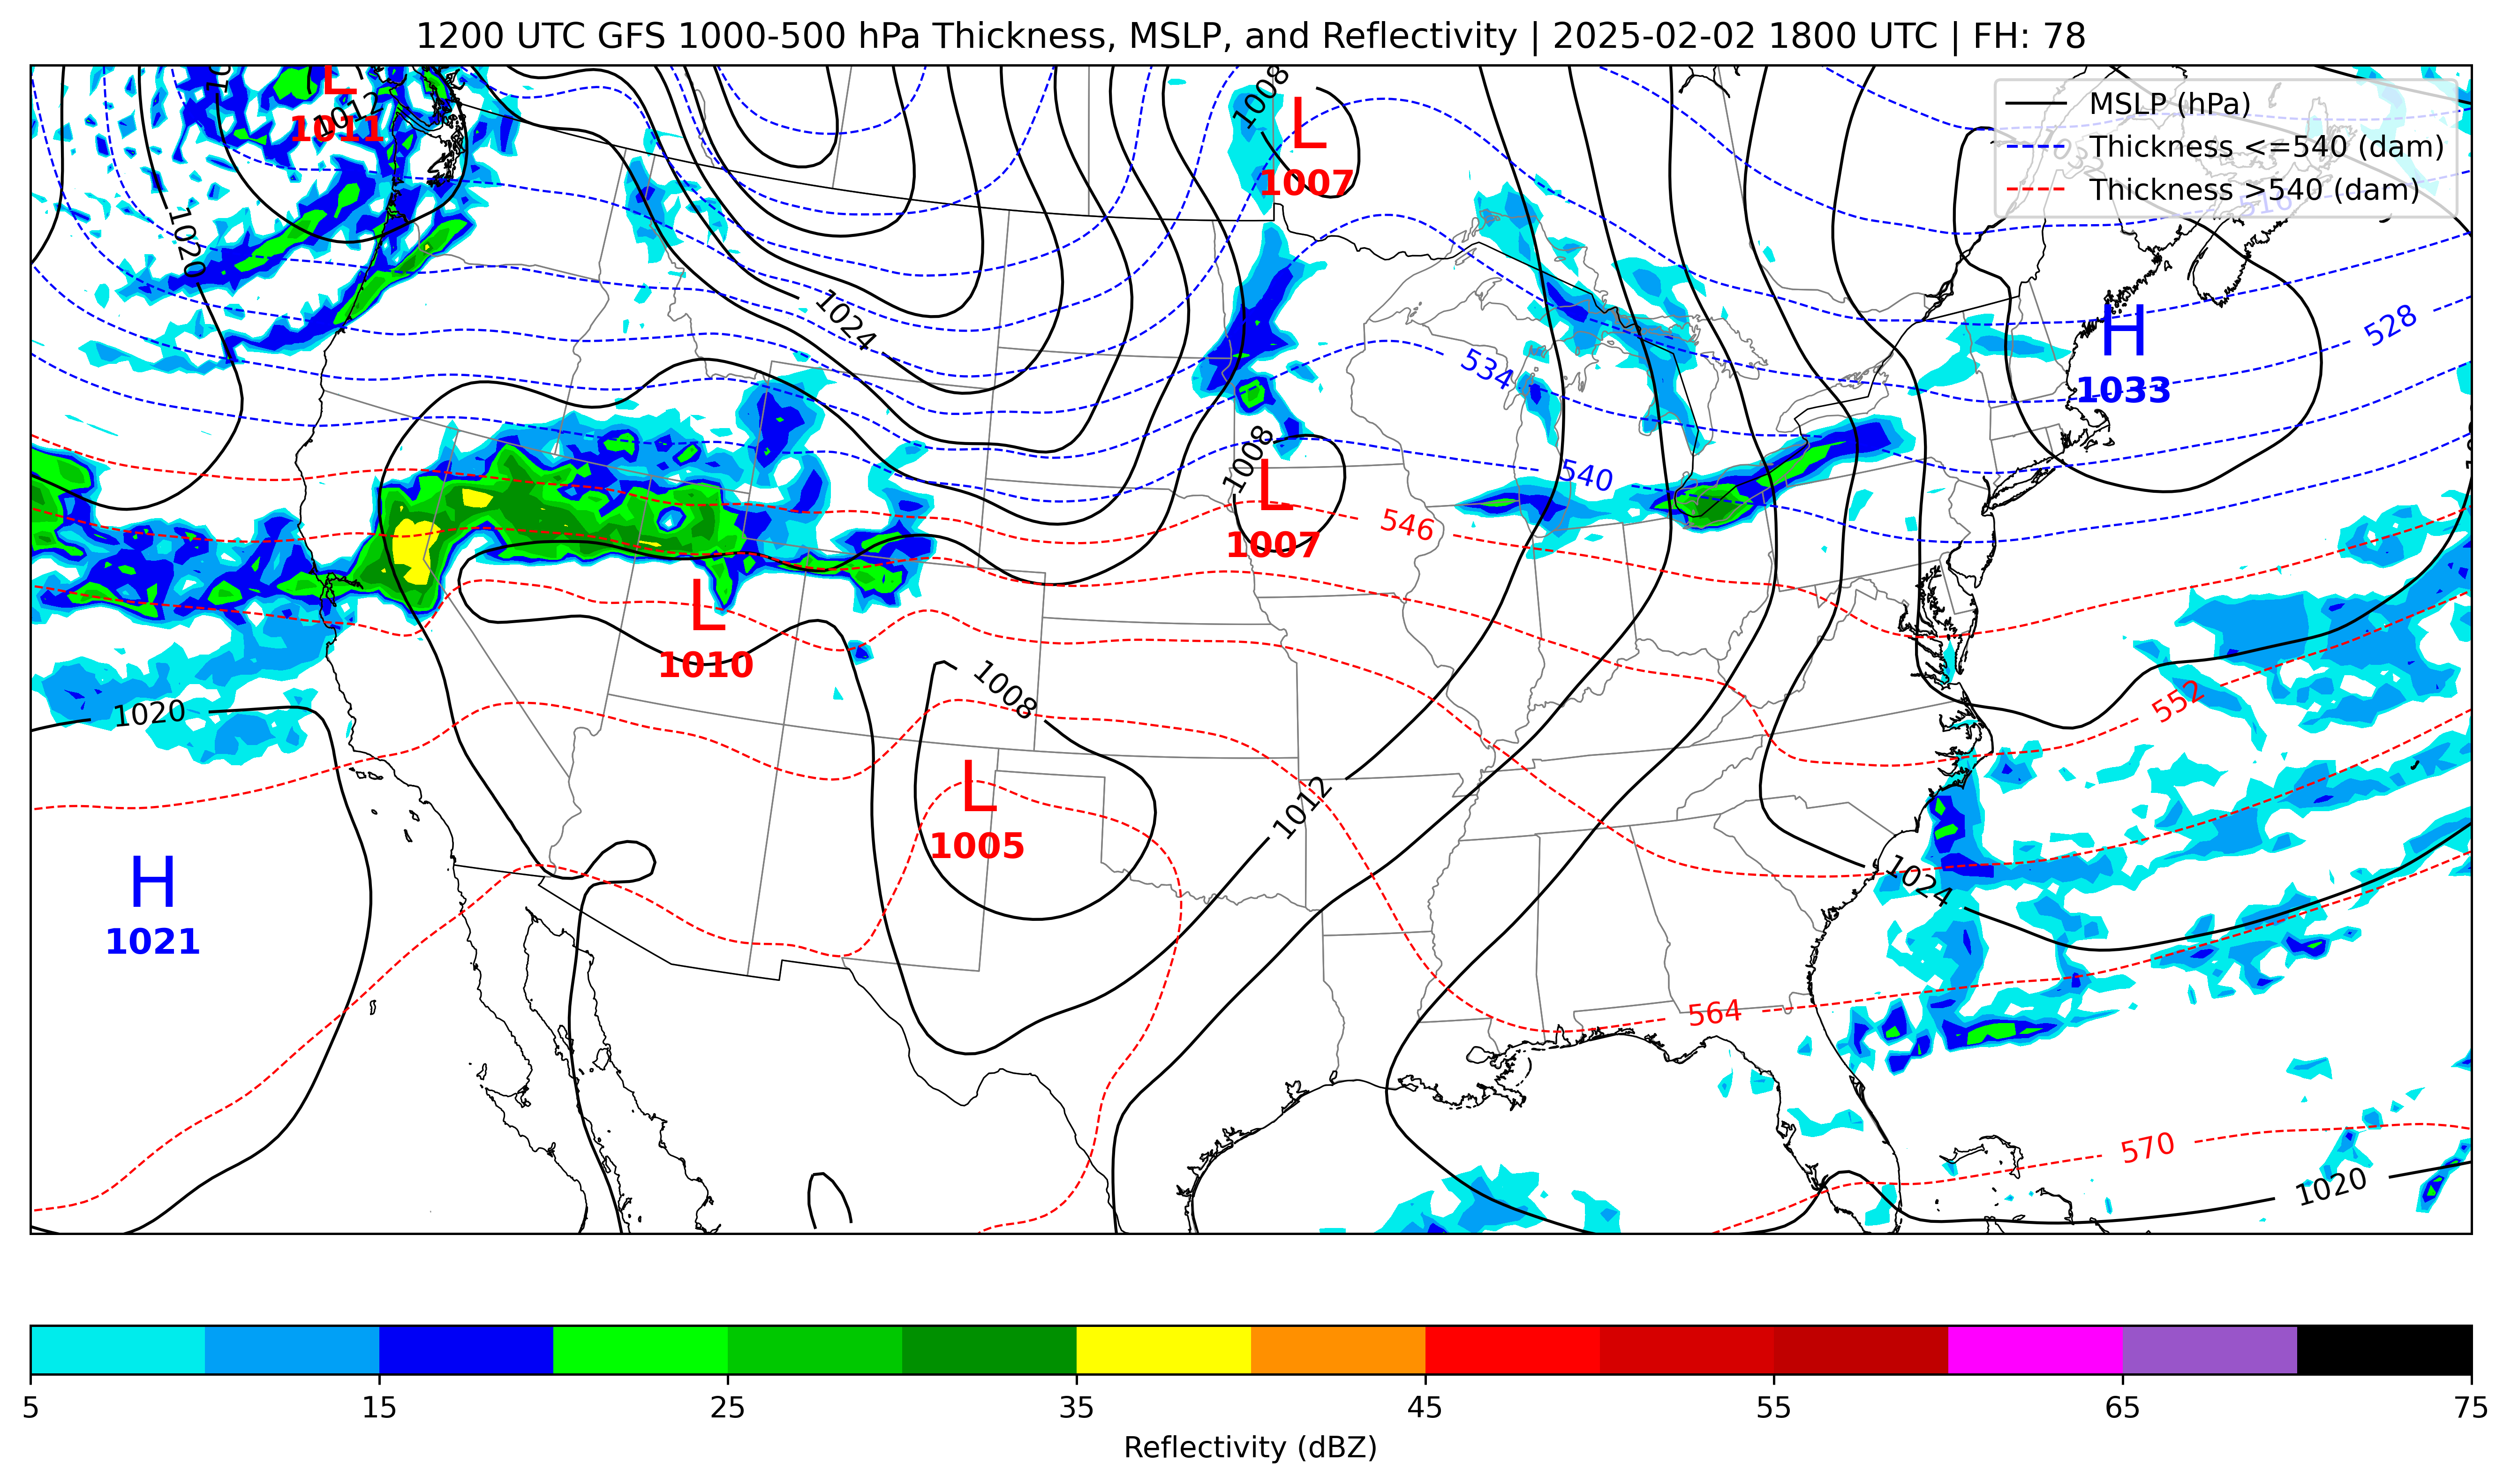 1200 UTC GFS 1000-500 hPa Thickness, MSLP, and Reflectivity | 2025-02-02 1800 UTC | FH: 78
MSLP (hPa)
Thickness <=540 (dam)
Thickness >540 (dam)
L
1011
1012
1008
L
1007
516
1020
1024
528
H
1033
534
540
1008
L
1007
546
L
1010
1008
552
1020
L
1005
1012
H
1021
1024
564
570
1020
5 15 25 35 45 55 65 75
Reflectivity (dBZ)